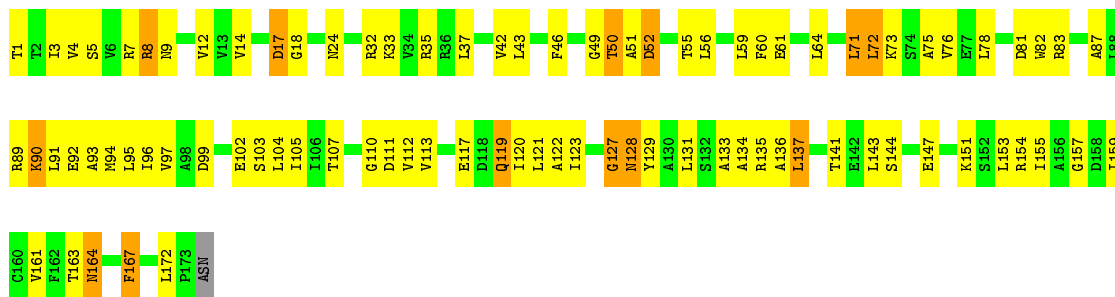 T1 T2 I3 V4 S5 V6 R7 R8 N9 V12 V13 V14 D17 G18 N24 R32 K33 V34 R35 R36 L37 V42 L43 F46 G49 T50 A51 D52 T55 L56 L59 F60 E61 L64 L71 L72 K73 S74 A75 V76 E77 L78 D81 W82 R83 A87 L88
R89 K90 L91 E92 A93 M94 L95 I96 V97 A98 D99 E102 S103 L104 I105 I106 T107 G110 D111 V112 V113 E117 D118 Q119 I120 L121 A122 I123 G127 N128 Y129 A130 L131 S132 A133 A134 R135 A136 L137 T141 E142 L143 S144 E147 K151 S152 L153 R154 I155 A156 G157 D158 I159
C160 V161 F162 T163 N164 F167 L172 P173 ASN